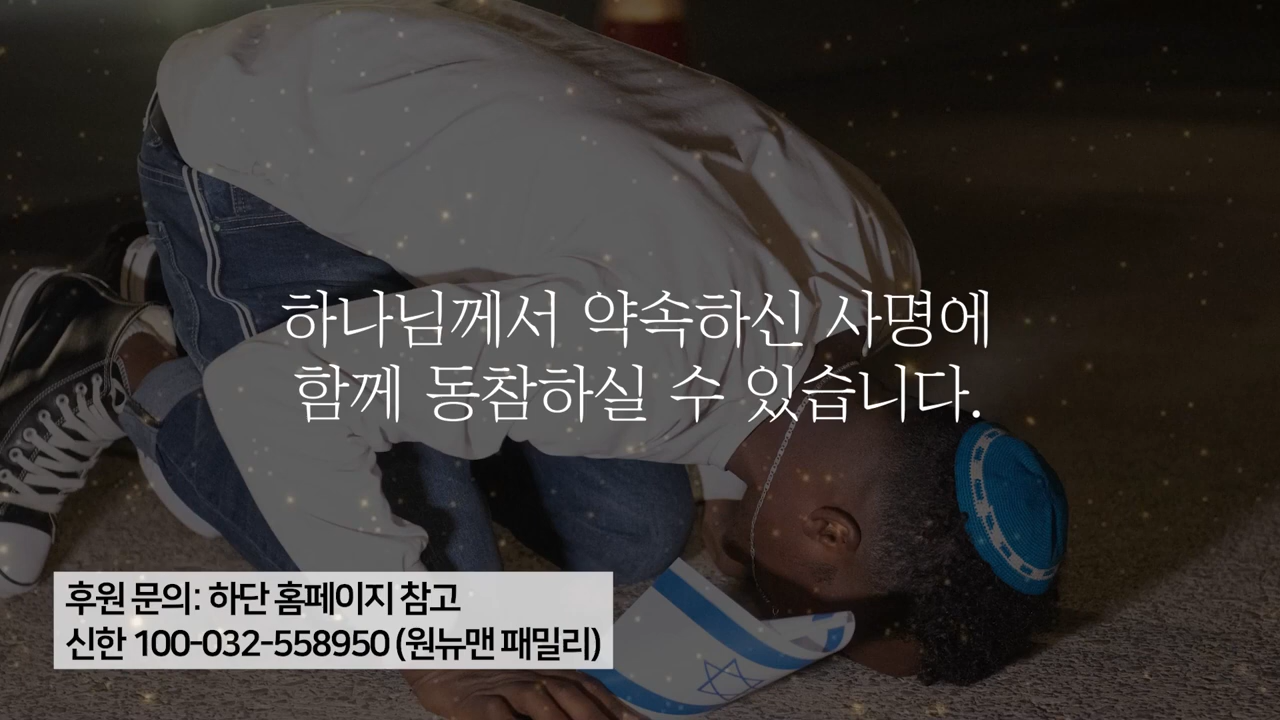 하나님께서 약속하신 사명에
함께 동참하실 수 있습니다.
후원 문의: 하단 홈페이지 참고
신한 100-032-558950 (원뉴맨 패밀리)